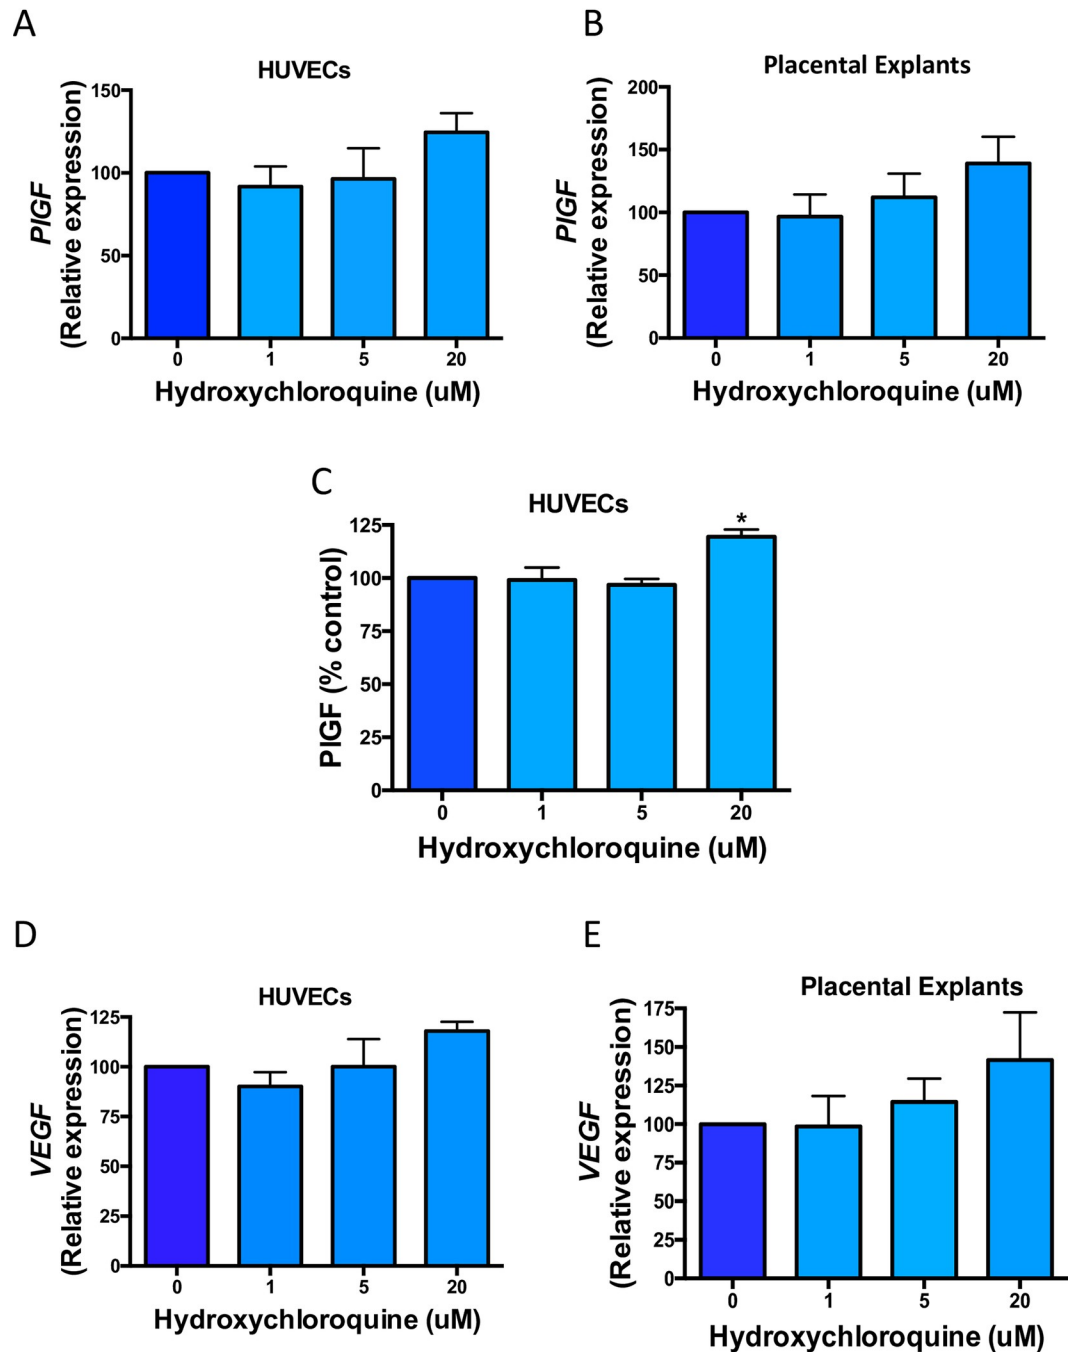 A
HUVECs
PlGF
(Relative expression)
150
100
50
0
0 1 5 20
Hydroxychloroquine (uM)
B
Placental Explants
PlGF
(Relative expression)
200
150
100
50
0
0 1 5 20
Hydroxychloroquine (uM)
C
HUVECs
PlGF (% control)
125
100
75
50
25
0
*
0 1 5 20
Hydroxychloroquine (uM)
D
HUVECs
VEGF
(Relative expression)
125
100
75
50
25
0
0 1 5 20
Hydroxychloroquine (uM)
E
Placental Explants
VEGF
(Relative expression)
175
150
125
100
75
50
25
0
0 1 5 20
Hydroxychloroquine (uM)